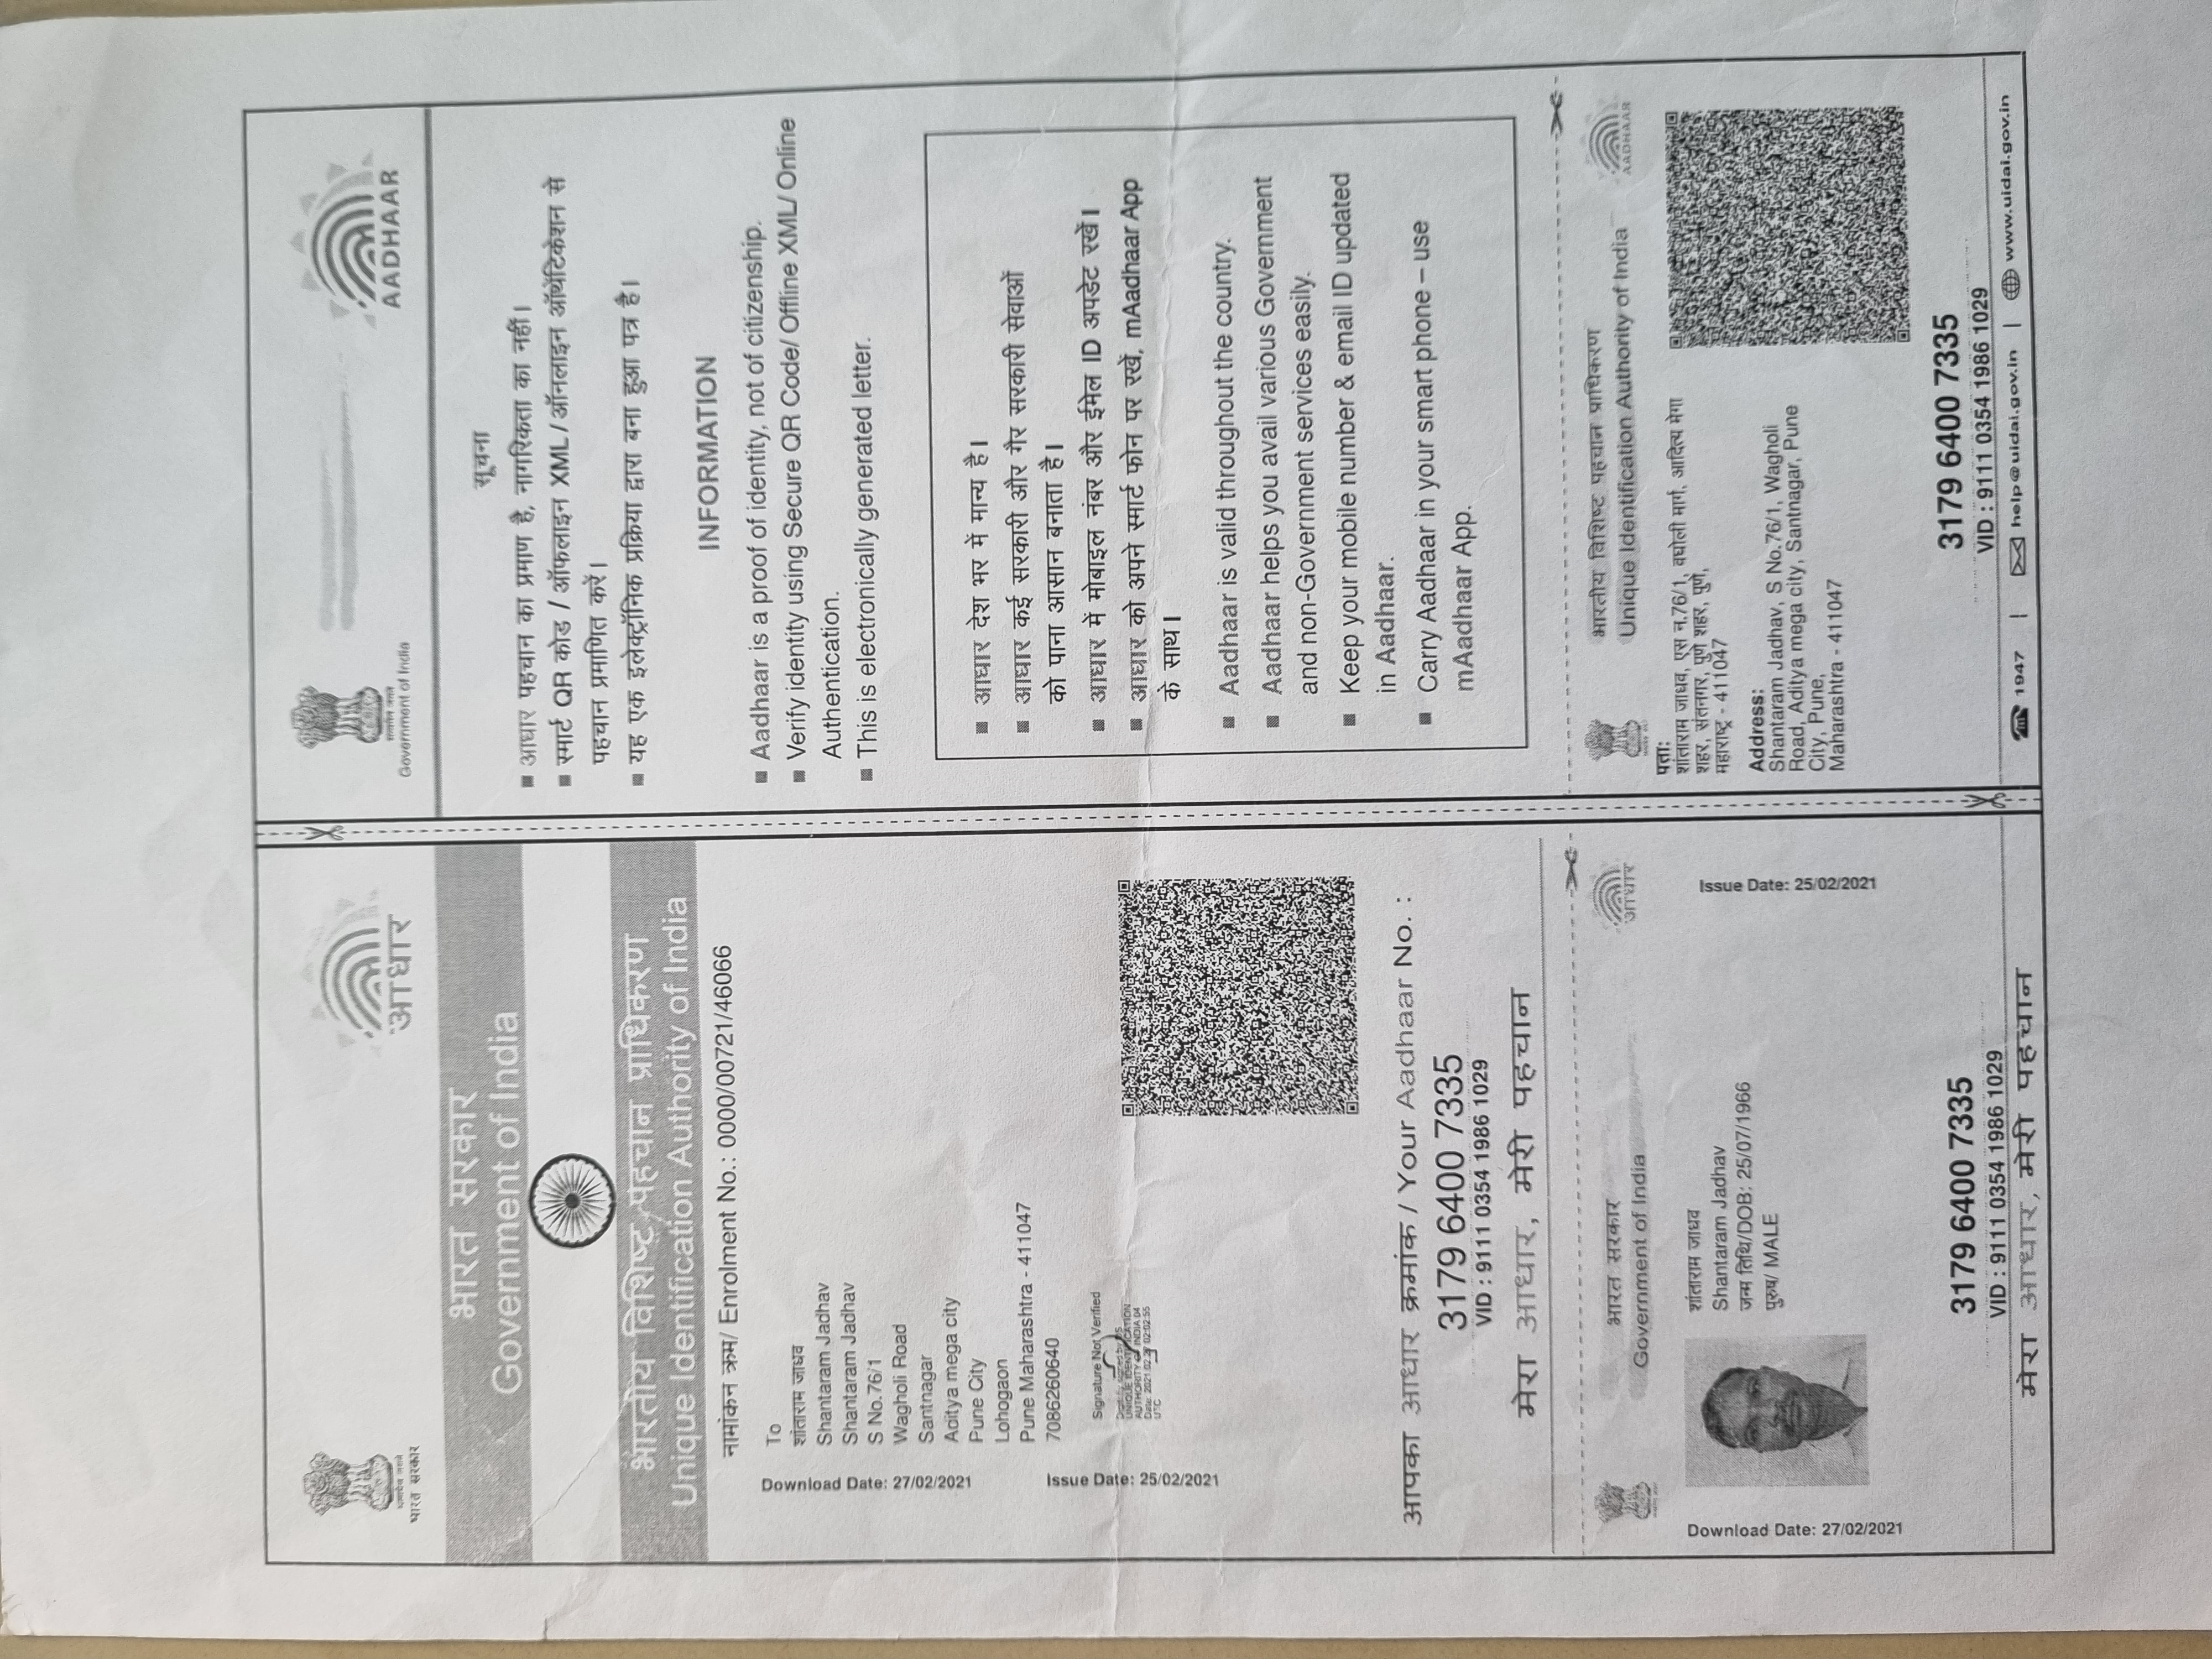 भारत सरकार
आधार
भारत सरकार
Government of India
भारतीय विशिष्ट पहचान प्राधिकरण
Unique Identification Authority of India
नामांकन क्रम/ Enrolment No.: 0000/00721/46066
To
शांताराम जाधव
Shantaram Jadhav
Shantaram Jadhav
S No.76/1
Wagholi Road
Santnagar
Aditya mega city
Pune City
Lohogaon
Pune Maharashtra - 411047
7086260640
Download Date: 27/02/2021
Issue Date: 25/02/2021
Signature Not Verified
Digitally signed by DS
UNIQUE IDENTIFICATION
AUTHORITY OF INDIA 04
Date: 2021.02.27 02:02:55
UTC
आपका आधार क्रमांक / Your Aadhaar No. :
3179 6400 7335
VID : 9111 0354 1986 1029
मेरा आधार, मेरी पहचान
Government of India
AADHAAR
सूचना
■ आधार पहचान का प्रमाण है, नागरिकता का नहीं।
■ स्मार्ट QR कोड / ऑफलाइन XML / ऑनलाइन ऑथेंटिकेशन से
पहचान प्रमाणित करें।
■ यह एक इलेक्ट्रॉनिक प्रक्रिया द्वारा बना हुआ पत्र है।
INFORMATION
■ Aadhaar is a proof of identity, not of citizenship.
■ Verify identity using Secure QR Code/ Offline XML/ Online
Authentication.
■ This is electronically generated letter.
■ आधार देश भर में मान्य है।
■ आधार कई सरकारी और गैर सरकारी सेवाओं
को पाना आसान बनाता है।
■ आधार में मोबाइल नंबर और ईमेल ID अपडेट रखें।
■ आधार को अपने स्मार्ट फोन पर रखें, mAadhaar App
के साथ।
■ Aadhaar is valid throughout the country.
■ Aadhaar helps you avail various Government
and non-Government services easily.
■ Keep your mobile number & email ID updated
in Aadhaar.
■ Carry Aadhaar in your smart phone – use
mAadhaar App.
भारत सरकार
Government of India
आधार
Download Date: 27/02/2021
शांताराम जाधव
Shantaram Jadhav
जन्म तिथि/DOB: 25/07/1966
पुरुष/ MALE
Issue Date: 25/02/2021
3179 6400 7335
VID : 9111 0354 1986 1029
मेरा आधार, मेरी पहचान
भारतीय विशिष्ट पहचान प्राधिकरण
Unique Identification Authority of India
AADHAAR
पता:
शांताराम जाधव, एस न.76/1, वघोली मार्ग, आदित्य मेगा
शहर, संतनगर, पुणे शहर, पुणे,
महाराष्ट्र - 411047
Address:
Shantaram Jadhav, S No.76/1, Wagholi
Road, Aditya mega city, Santnagar, Pune
City, Pune,
Maharashtra - 411047
3179 6400 7335
VID : 9111 0354 1986 1029
1947 | help@uidai.gov.in | www.uidai.gov.in